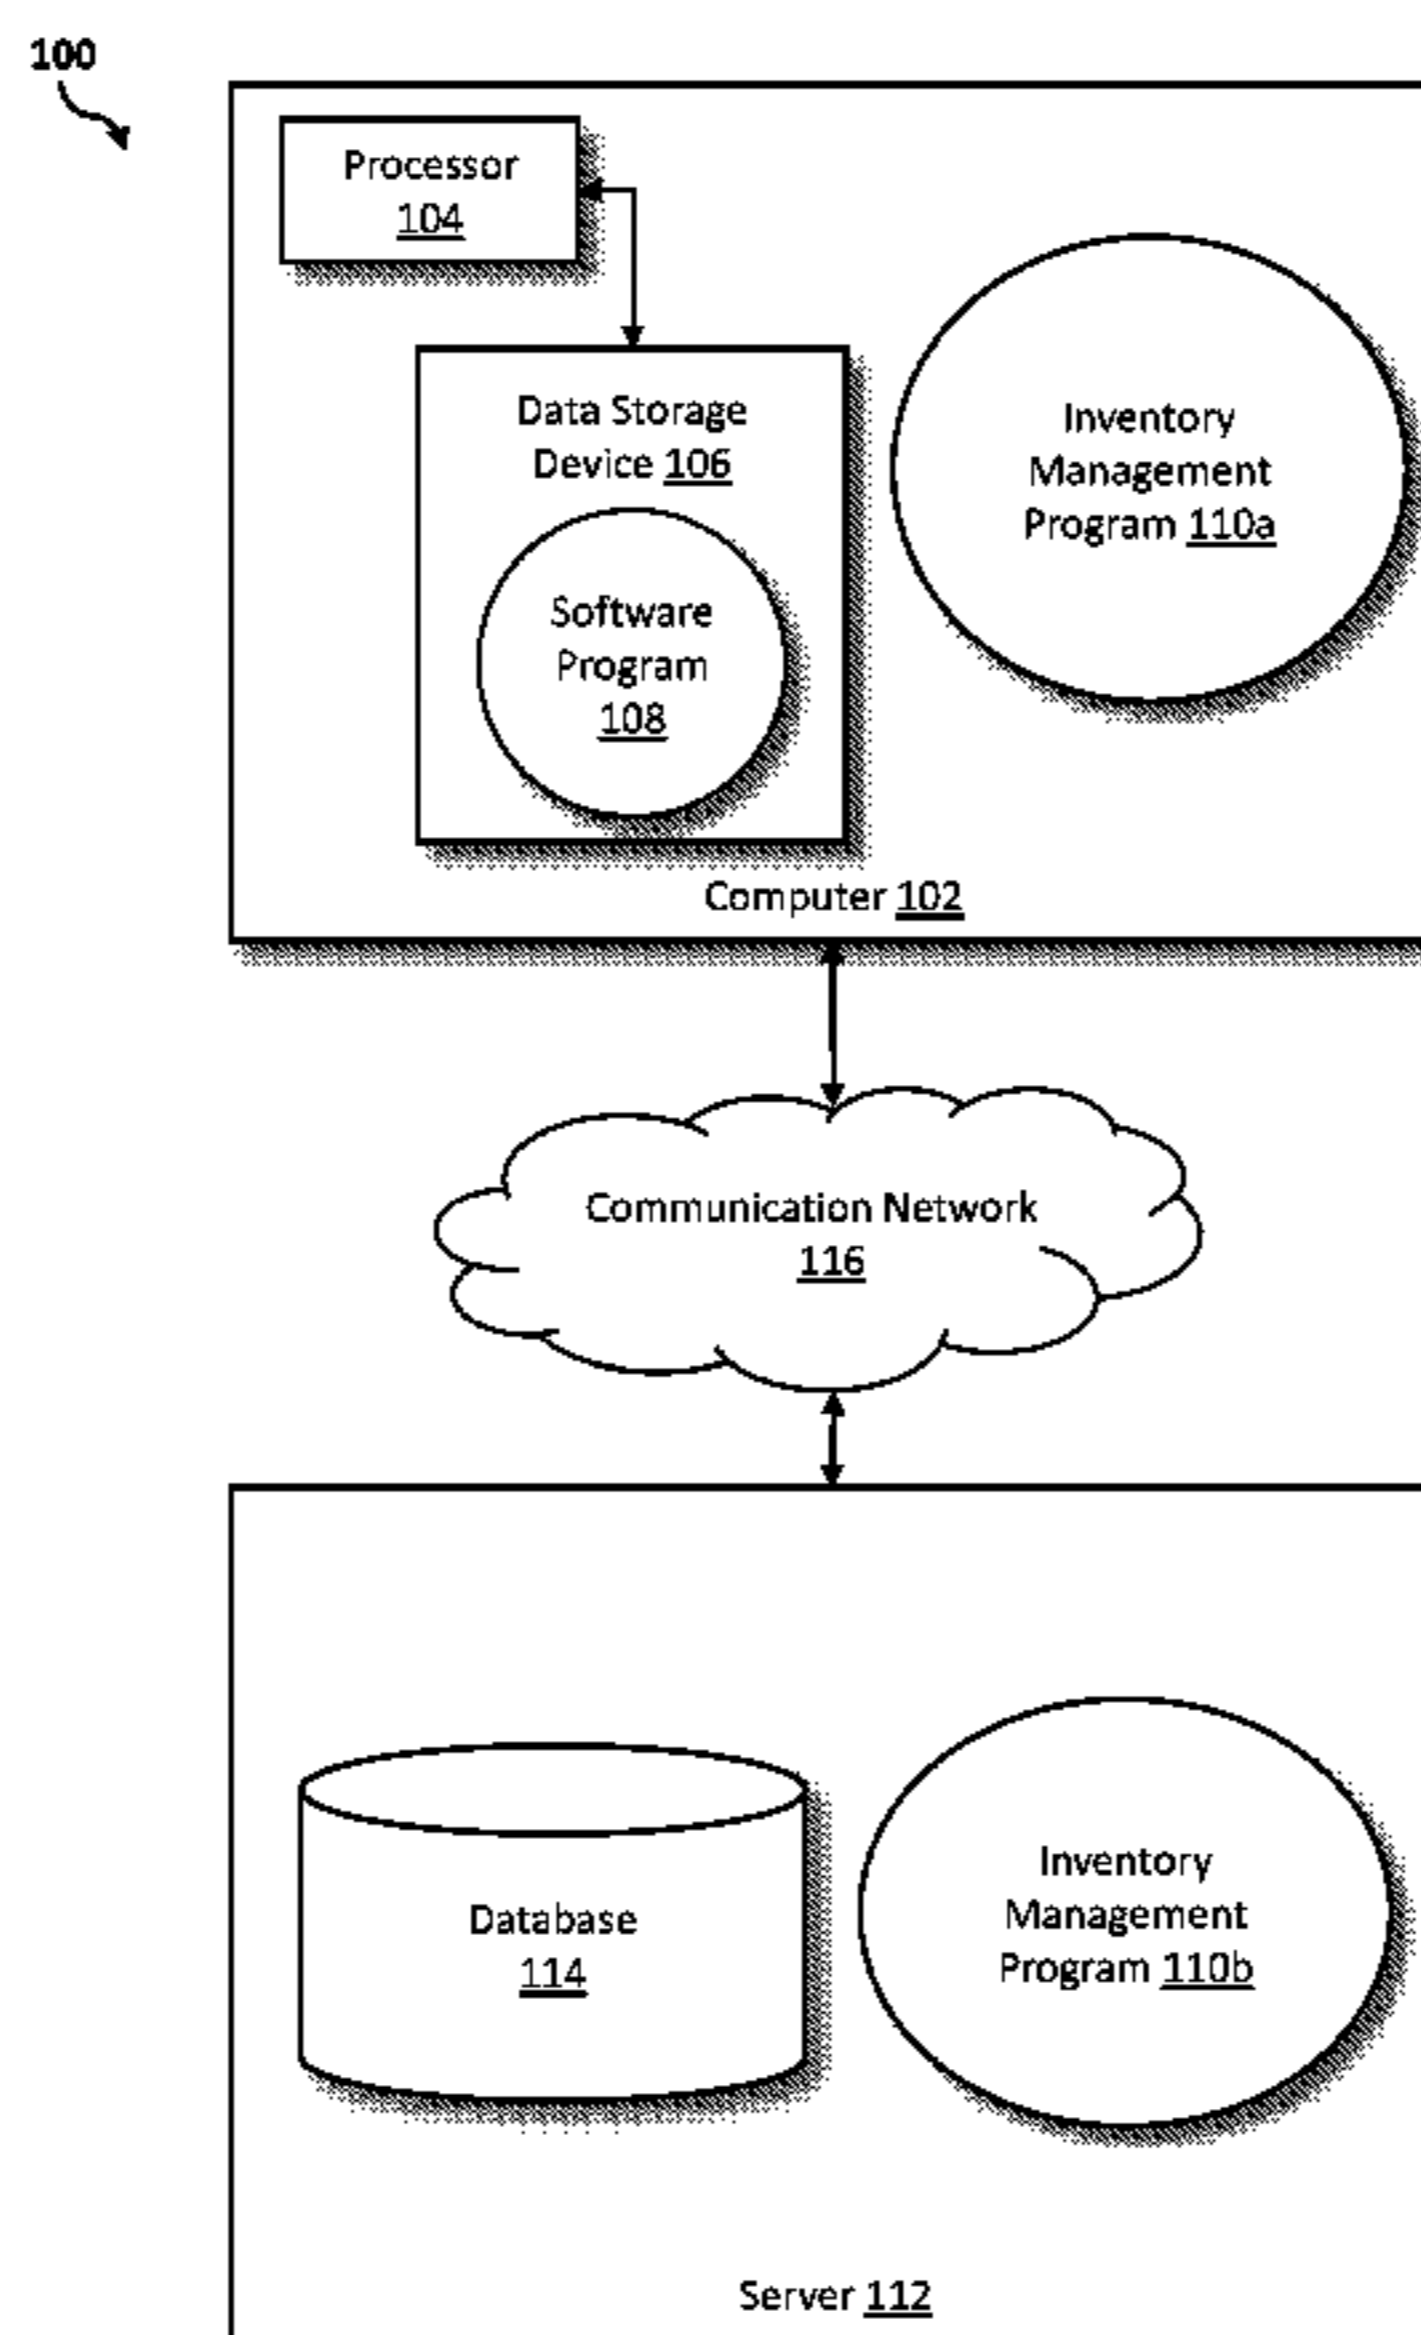 100
Processor
104
Data Storage
Device 106
Software
Program
108
Inventory
Management
Program 110a
Computer 102
Communication Network
116
Database
114
Inventory
Management
Program 110b
Server 112